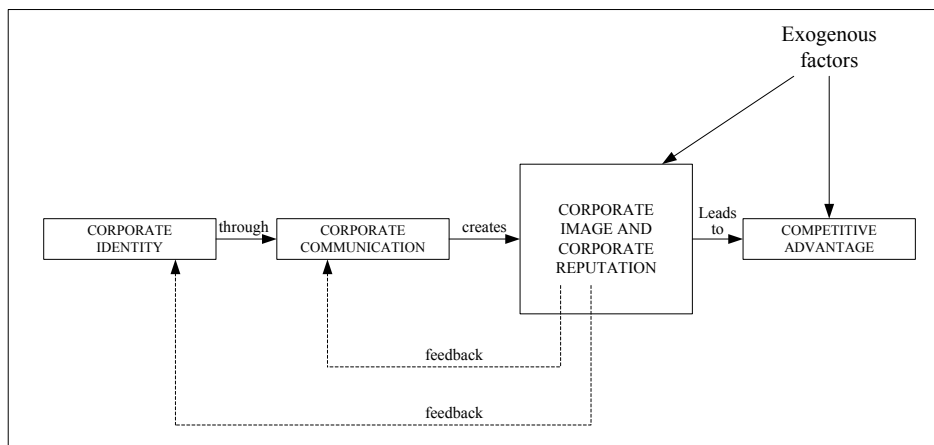 Exogenous
factors
CORPORATE
IDENTITY
through
CORPORATE
COMMUNICATION
creates
CORPORATE
IMAGE AND
CORPORATE
REPUTATION
Leads
to
COMPETITIVE
ADVANTAGE
feedback
feedback